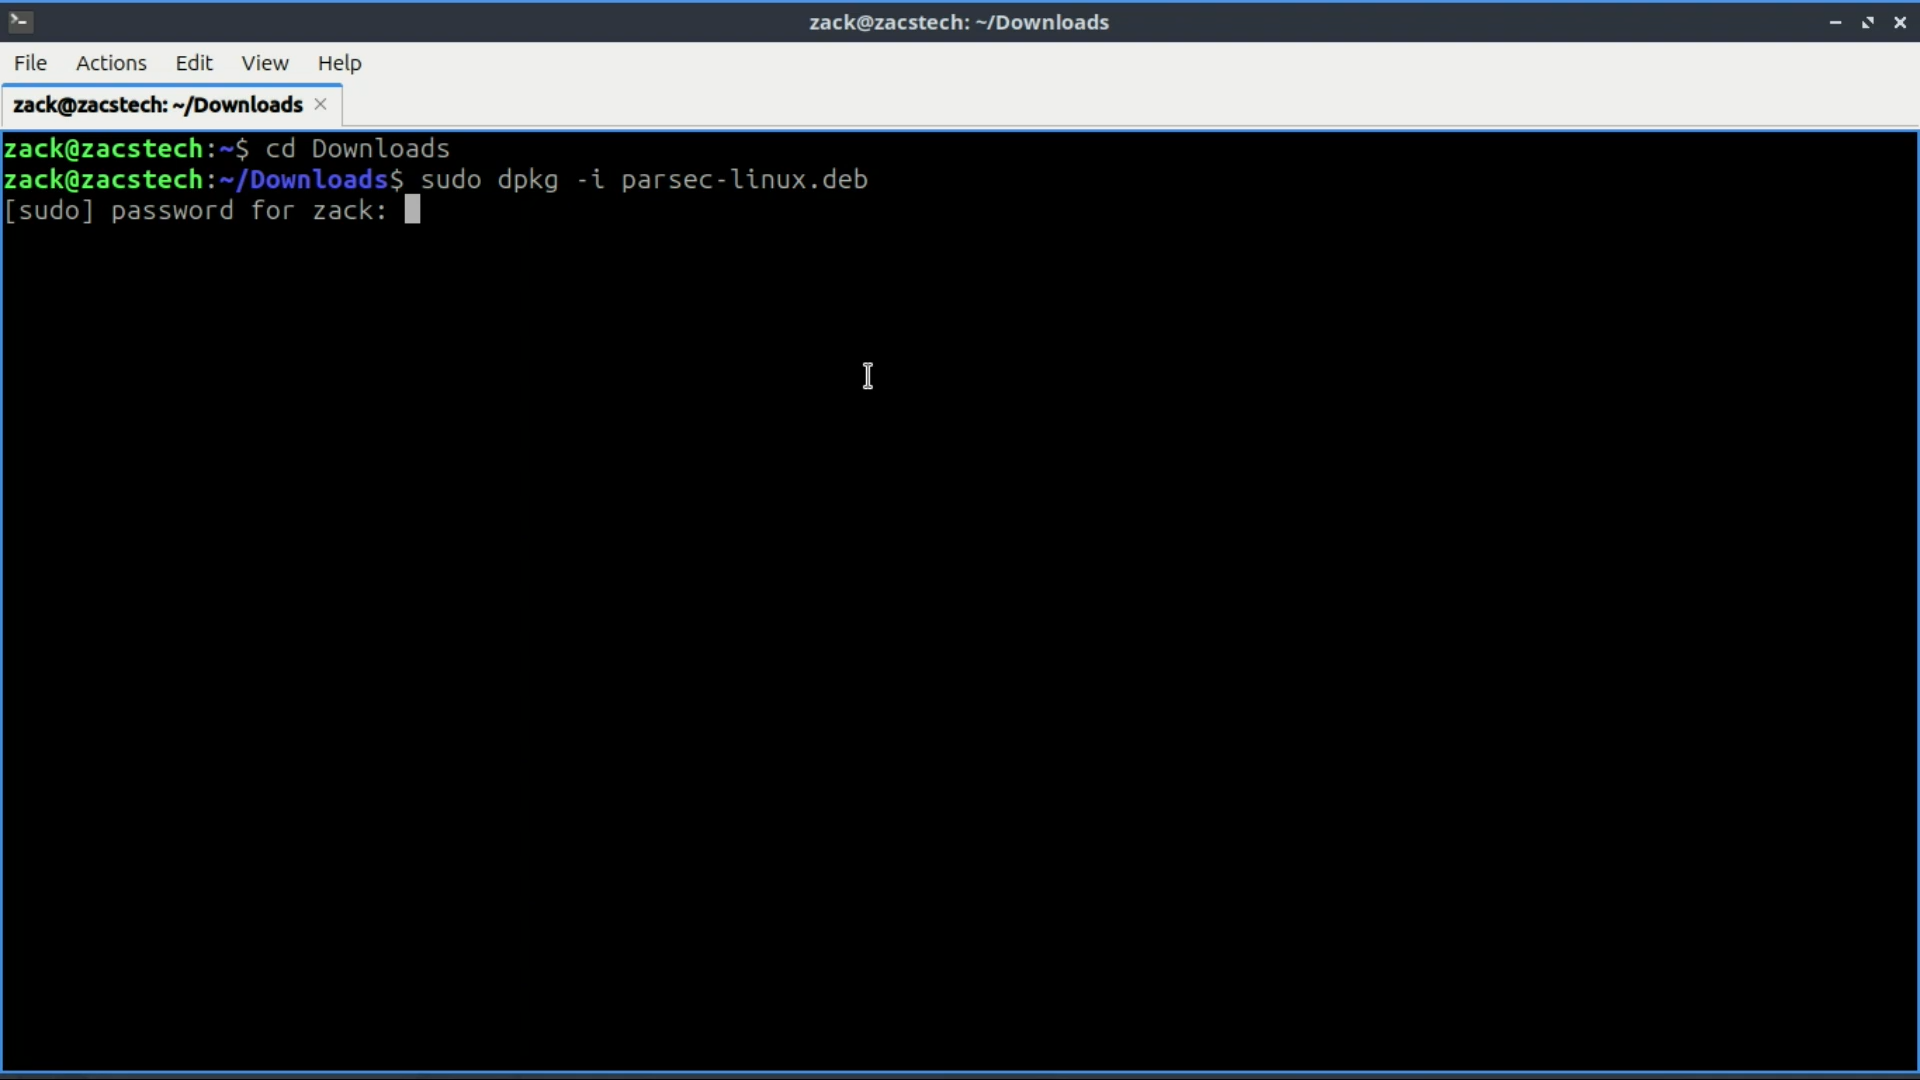 zack@zacstech: ~/Downloads
File Actions Edit View Help
zack@zacstech: ~/Downloads
zack@zacstech:~$ cd Downloads
zack@zacstech:~/Downloads$ sudo dpkg -i parsec-linux.deb
[sudo] password for zack: